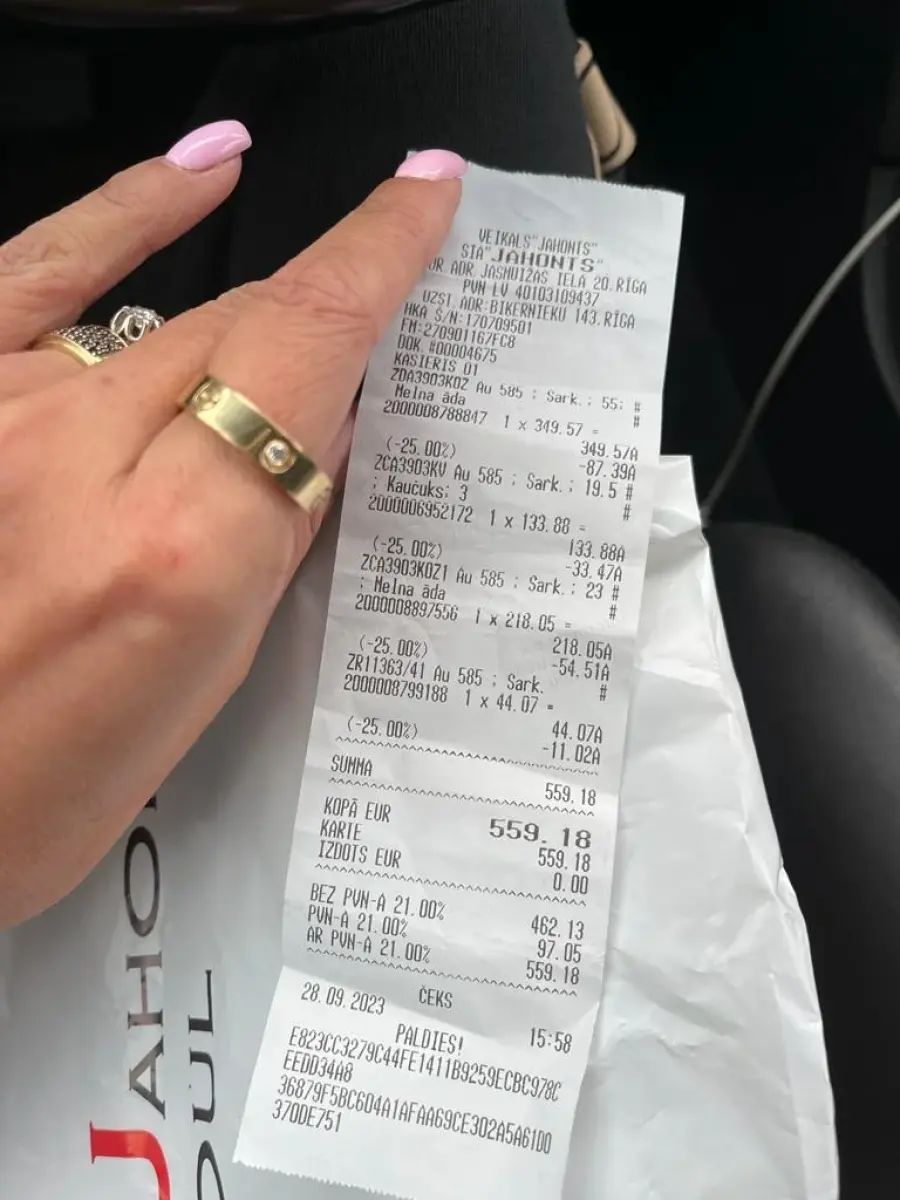 VEIKALS"JAHONTS"
SIA"JAHONTS"
JR. ADR. JASMUIZAS IELA 20. RĪGA
PVN LV 40103109437
UZST. ADR:BIKERNIEKU 143. RĪGA
HKA Š/N:170709501
FM:270901167FC8
DOK. #00004675
KASIERIS 01
ZDA3903KOZ Au 585 ; Sark.; 55; #
Melna āda #
2000008788847 1 x 349.57 =
349.57A
(-25.00%) -87.39A
ZCA3903KV Au 585 ; Sark.; 19.5 #
; Kaučuks; 3 #
2000006952172 1 x 133.88 =
133.88A
(-25.00%) -33.47A
ZCA3903KOZ1 Au 585 ; Sark.; 23 #
; Melna āda #
2000008897556 1 x 218.05 =
218.05A
(-25.00%) -54.51A
ZR11363/41 Au 585 ; Sark. #
2000008799188 1 x 44.07 =
44.07A
(-25.00%) -11.02A
SUMMA 559.18
KOPĀ EUR 559.18
KARTE 559.18
IZDOTS EUR 0.00
BEZ PVN-A 21.00% 462.13
PVN-A 21.00% 97.05
AR PVN-A 21.00% 559.18
ČEKS
28.09.2023 15:58
PALDIES!
E823CC3279C44FE1411B9259ECBC978C
EEDD34A8
36879F5BC604A1AFAA69CE302A5A61D0
370DE751
JAHO
OUL